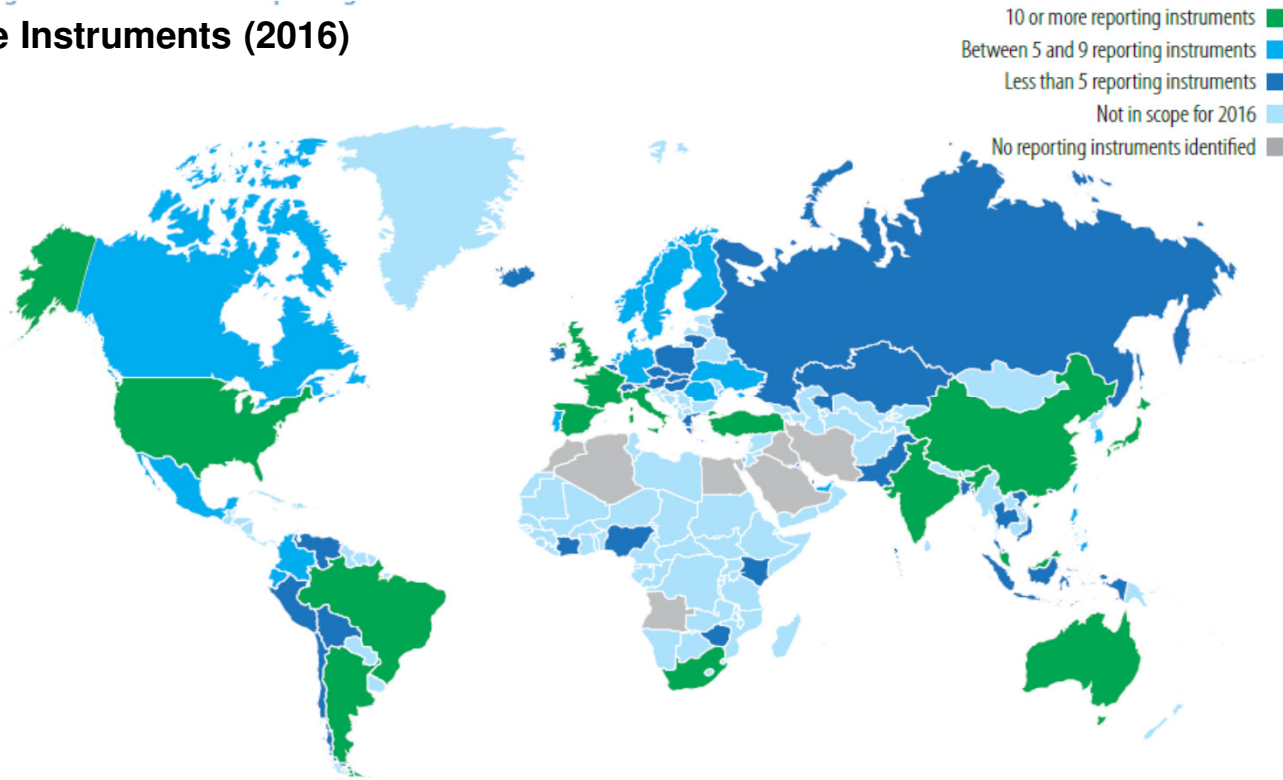 e Instruments (2016)
10 or more reporting instruments
Between 5 and 9 reporting instruments
Less than 5 reporting instruments
Not in scope for 2016
No reporting instruments identified